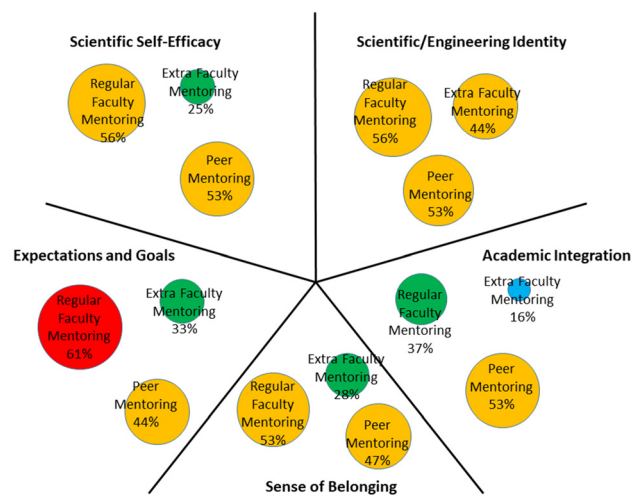 Scientific Self-Efficacy
Regular
Faculty
Mentoring
56%
Extra Faculty
Mentoring
25%
Peer
Mentoring
53%
Scientific/Engineering Identity
Regular
Faculty
Mentoring
56%
Extra Faculty
Mentoring
44%
Peer
Mentoring
53%
Expectations and Goals
Regular
Faculty
Mentoring
61%
Extra Faculty
Mentoring
33%
Peer
Mentoring
44%
Academic Integration
Regular
Faculty
Mentoring
37%
Extra Faculty
Mentoring
16%
Peer
Mentoring
53%
Regular
Faculty
Mentoring
53%
Extra Faculty
Mentoring
28%
Peer
Mentoring
47%
Sense of Belonging